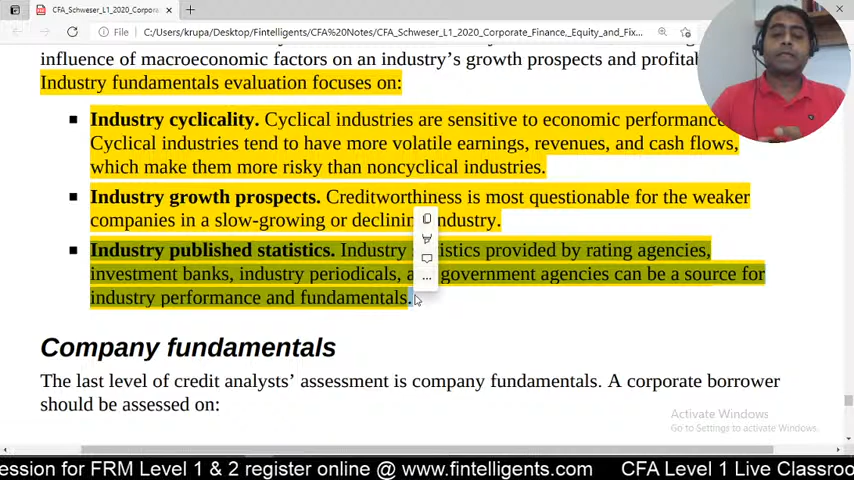 CFA_Schweser_L1_2020_Corpora
File
C:/Users/krupa/Desktop/Fintelligents/CFA%20Notes/CFA_Schweser_L1_2020_Corporate_Finance,_Equity_and_Fix...
influence of macroeconomic factors on an industry's growth prospects and
Industry fundamentals evaluation focuses on:
■ Industry cyclicality. Cyclical industries are sensitive to economic performance
Cyclical industries tend to have more volatile earnings, revenues, and cash flows,
which make them more risky than noncyclical industries.
■ Industry growth prospects. Creditworthiness is most questionable for the weaker
companies in a slow-growing or declining industry.
■ Industry published statistics. Industry statistics provided by rating agencies,
investment banks, industry periodicals, and government agencies can be a source for
industry performance and fundamentals.
Company fundamentals
The last level of credit analysts' assessment is company fundamentals. A corporate borrower
should be assessed on:
Activate Windows
Go to Settings to activate Windows.
ession for FRM Level 1 & 2 register online @ www.fintelligents.com CFA Level 1 Live Classroo